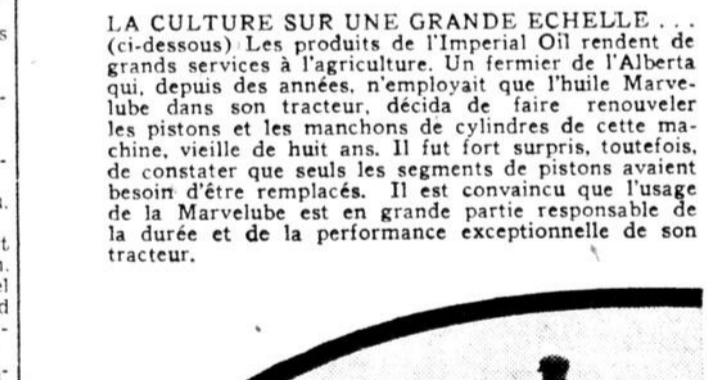 LA CULTURE SUR UNE GRANDE ECHELLE...
(ci-dessous) Les produits de l'Imperial Oil rendent de
grands services à l'agriculture. Un fermier de l'Alberta
qui, depuis des années, n'employait que l'huile Marve-
lube dans son tracteur, décida de faire renouveler
les pistons et les manchons de cylindres de cette ma-
chine, vieille de huit ans. Il fut fort surpris, toutefois,
de constater que seuls les segments de pistons avaient
besoin d'être remplacés. Il est convaincu que l'usage
de la Marvelube est en grande partie responsable de
la durée et de la performance exceptionnelle de son
tracteur.